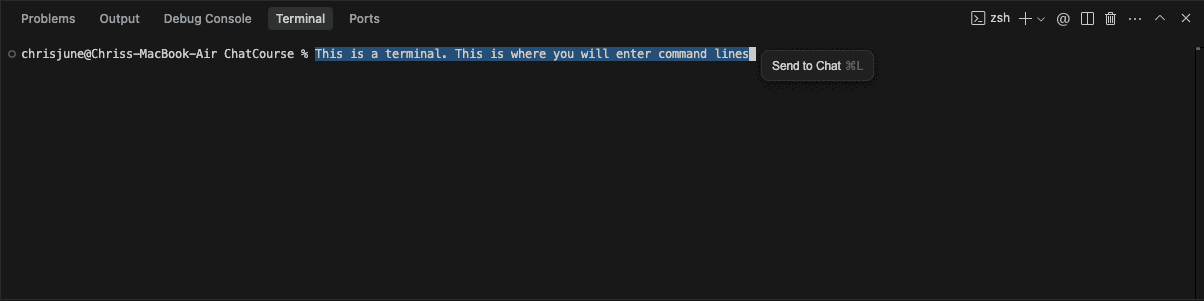 Problems Output Debug Console Terminal Ports zsh
chrisjune@Chriss-MacBook-Air ChatCourse % This is a terminal. This is where you will enter command lines
Send to Chat ⌘L